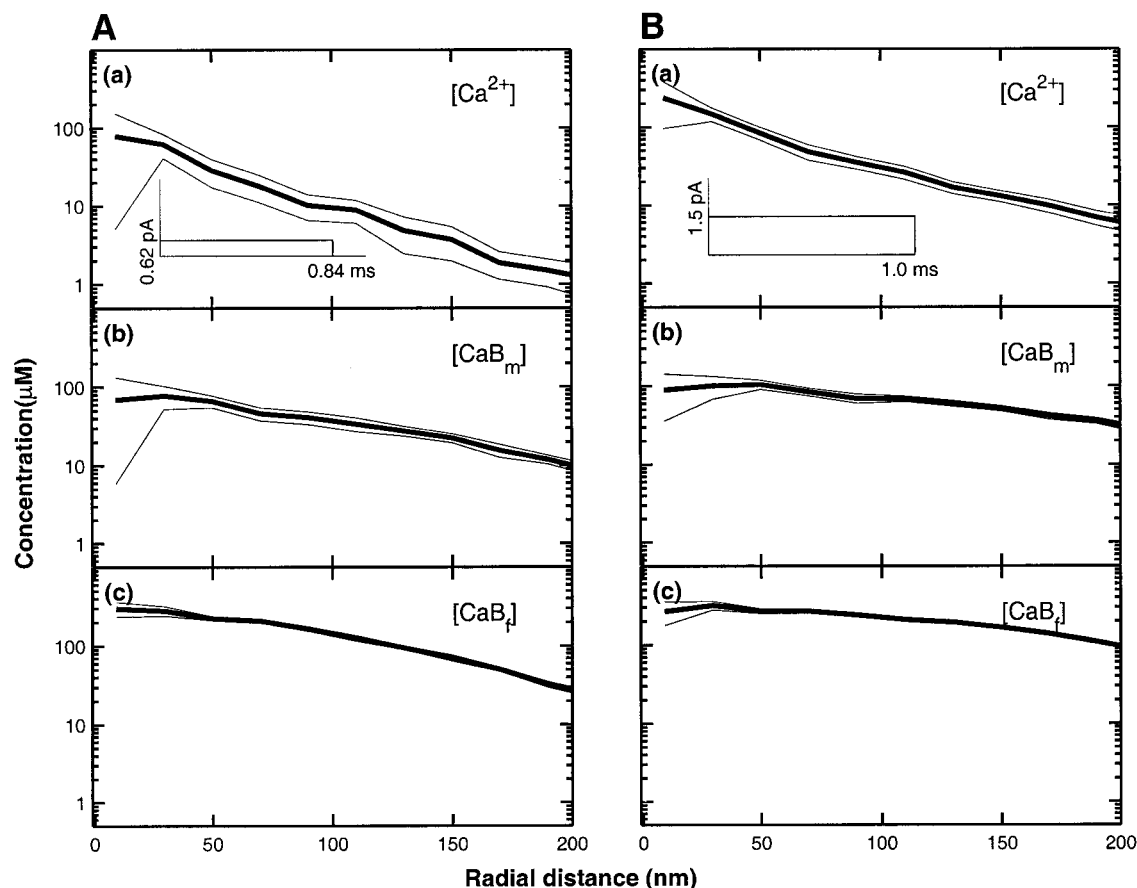 A
B
(a)
[Ca2+]
(a)
[Ca2+]
100
10
1
0.62 pA
0.84 ms
1.5 pA
1.0 ms
(b)
[CaBm]
(b)
[CaBm]
100
10
1
Concentration(μM)
(c)
[CaBf]
(c)
[CaBf]
100
10
1
0 50 100 150 200
0 50 100 150 200
Radial distance (nm)